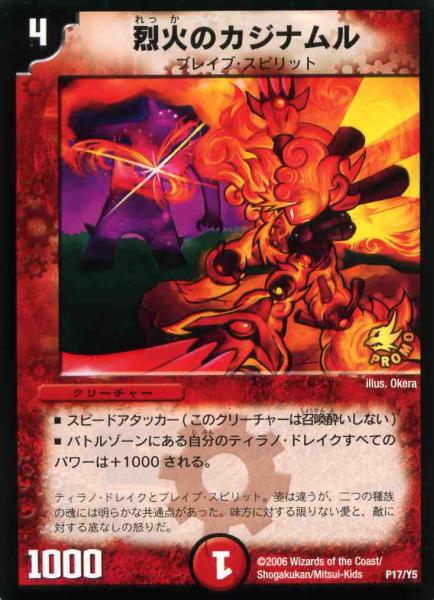 4
れっか
烈火のカジナムル
ブレイブ・スピリット
PROMO
illus. Okera
クリーチャー
■ スピードアタッカー（このクリーチャーは召喚酔いしない）
■ バトルゾーンにある自分のティラノ・ドレイクすべての
パワーは＋1000 される。
ティラノ・ドレイクとブレイブ・スピリット。姿は違うが、二つの種族
の魂には明らかな共通点があった。味方に対する限りない愛と、敵
に対する底なしの怒りだ。
1000
1
©2006 Wizards of the Coast/
Shogakukan/Mitsui-Kids
P17/Y5